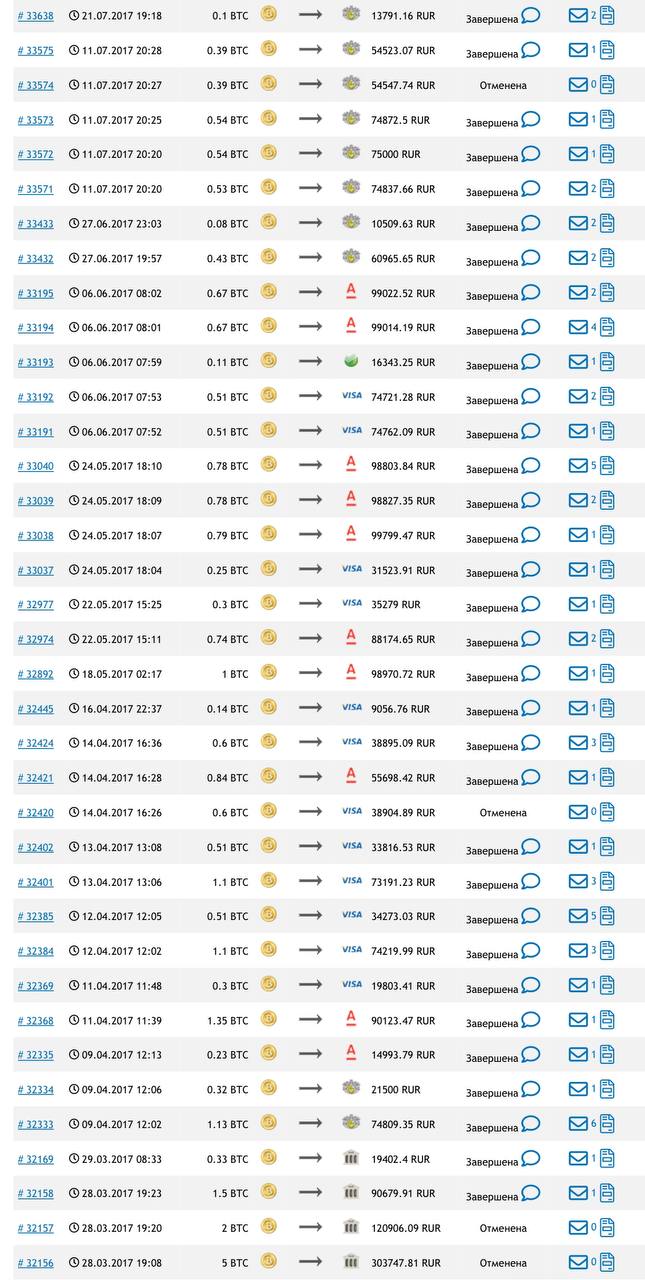 # 33638 21.07.2017 19:18 0.1 BTC 13791.16 RUR Завершена 2
# 33575 11.07.2017 20:28 0.39 BTC 54523.07 RUR Завершена 1
# 33574 11.07.2017 20:27 0.39 BTC 54547.74 RUR Отменена 0
# 33573 11.07.2017 20:25 0.54 BTC 74872.5 RUR Завершена 1
# 33572 11.07.2017 20:20 0.54 BTC 75000 RUR Завершена 1
# 33571 11.07.2017 20:20 0.53 BTC 74837.66 RUR Завершена 2
# 33433 27.06.2017 23:03 0.08 BTC 10509.63 RUR Завершена 2
# 33432 27.06.2017 19:57 0.43 BTC 60965.65 RUR Завершена 2
# 33195 06.06.2017 08:02 0.67 BTC A 99022.52 RUR Завершена 2
# 33194 06.06.2017 08:01 0.67 BTC A 99014.19 RUR Завершена 4
# 33193 06.06.2017 07:59 0.11 BTC 16343.25 RUR Завершена 1
# 33192 06.06.2017 07:53 0.51 BTC VISA 74721.28 RUR Завершена 2
# 33191 06.06.2017 07:52 0.51 BTC VISA 74762.09 RUR Завершена 1
# 33040 24.05.2017 18:10 0.78 BTC A 98803.84 RUR Завершена 5
# 33039 24.05.2017 18:09 0.78 BTC A 98827.35 RUR Завершена 2
# 33038 24.05.2017 18:07 0.79 BTC A 99799.47 RUR Завершена 1
# 33037 24.05.2017 18:04 0.25 BTC VISA 31523.91 RUR Завершена 1
# 32977 22.05.2017 15:25 0.3 BTC VISA 35279 RUR Завершена 1
# 32974 22.05.2017 15:11 0.74 BTC A 88174.65 RUR Завершена 2
# 32892 18.05.2017 02:17 1 BTC A 98970.72 RUR Завершена 1
# 32445 16.04.2017 22:37 0.14 BTC VISA 9056.76 RUR Завершена 1
# 32424 14.04.2017 16:36 0.6 BTC VISA 38895.09 RUR Завершена 3
# 32421 14.04.2017 16:28 0.84 BTC A 55698.42 RUR Завершена 1
# 32420 14.04.2017 16:26 0.6 BTC VISA 38904.89 RUR Отменена 0
# 32402 13.04.2017 13:08 0.51 BTC VISA 33816.53 RUR Завершена 1
# 32401 13.04.2017 13:06 1.1 BTC VISA 73191.23 RUR Завершена 3
# 32385 12.04.2017 12:05 0.51 BTC VISA 34273.03 RUR Завершена 5
# 32384 12.04.2017 12:02 1.1 BTC VISA 74219.99 RUR Завершена 3
# 32369 11.04.2017 11:48 0.3 BTC VISA 19803.41 RUR Завершена 1
# 32368 11.04.2017 11:39 1.35 BTC A 90123.47 RUR Завершена 1
# 32335 09.04.2017 12:13 0.23 BTC A 14993.79 RUR Завершена 1
# 32334 09.04.2017 12:06 0.32 BTC 21500 RUR Завершена 1
# 32333 09.04.2017 12:02 1.13 BTC 74809.35 RUR Завершена 6
# 32169 29.03.2017 08:33 0.33 BTC 19402.4 RUR Завершена 1
# 32158 28.03.2017 19:23 1.5 BTC 90679.91 RUR Завершена 1
# 32157 28.03.2017 19:20 2 BTC 120906.09 RUR Отменена 0
# 32156 28.03.2017 19:08 5 BTC 303747.81 RUR Отменена 0